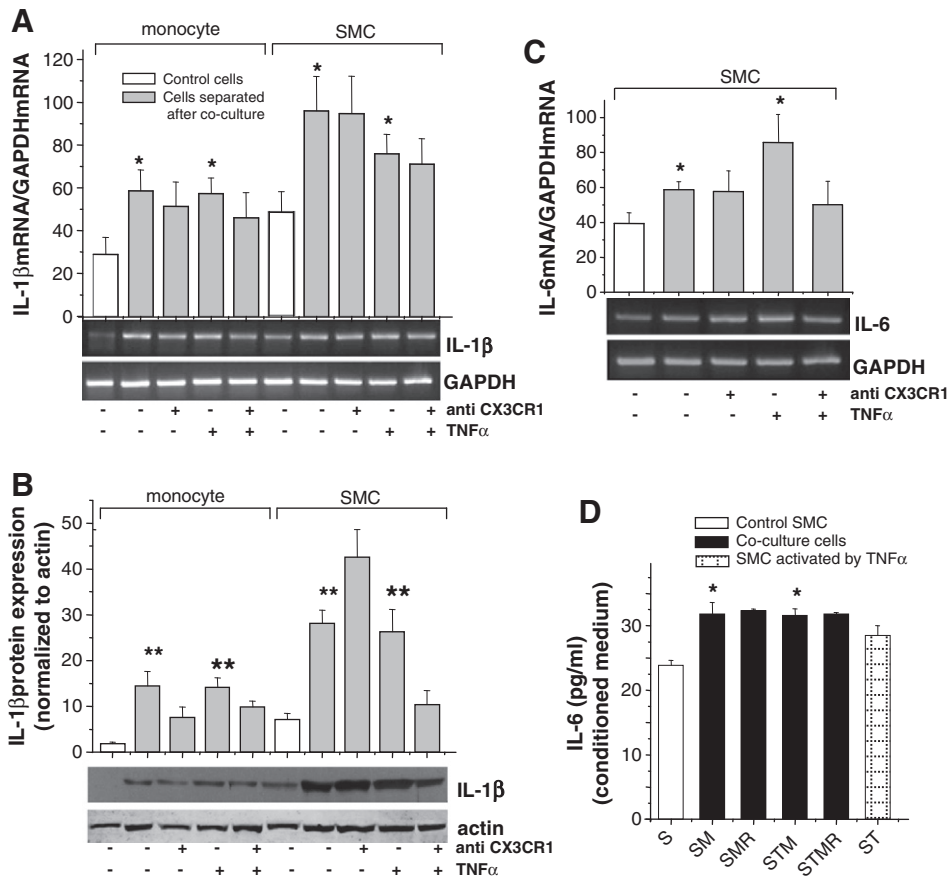 A
monocyte
SMC
IL-1βmRNA/GAPDHmRNA
120
100
80
60
40
20
0
Control cells
Cells separated
after co-culture
* * * *
IL-1β
GAPDH
- - + - + - - + - + anti CX3CR1
- - - + + - - - + + TNFα
B
monocyte
SMC
IL-1βprotein expression
(normalized to actin)
50
40
30
20
10
0
** ** ** **
IL-1β
actin
- - + - + - - + - + anti CX3CR1
- - - + + - - - + + TNFα
C
SMC
IL-6mNA/GAPDHmRNA
100
80
60
40
20
0
* *
IL-6
GAPDH
- - + - + anti CX3CR1
- - - + + TNFα
D
Control SMC
Co-culture cells
SMC activated by TNFα
IL-6 (pg/ml)
(conditioned medium)
30
20
10
0
* *
S SM SMR STM STMR ST